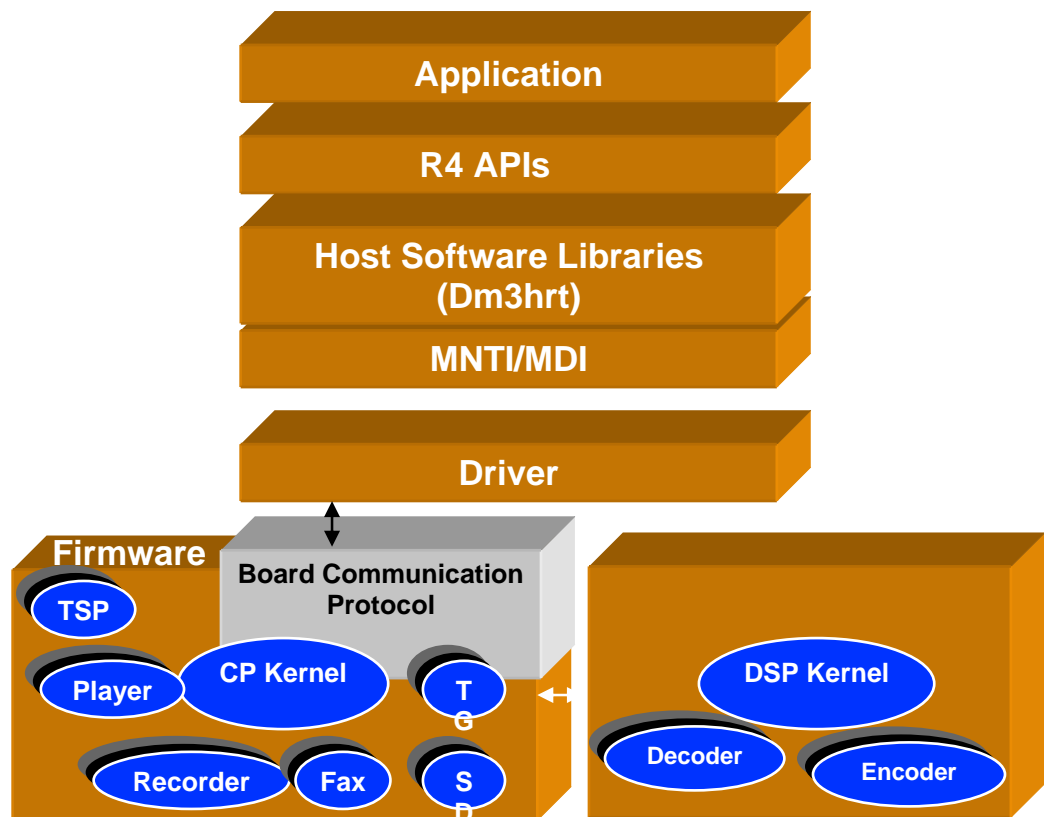 Application
R4 APIs
Host Software Libraries
(Dm3hrt)
MNTI/MDI
Driver
Firmware
Board Communication
Protocol
TSP
CP Kernel
Player
T
G
Recorder
Fax
S
D
DSP Kernel
Decoder
Encoder